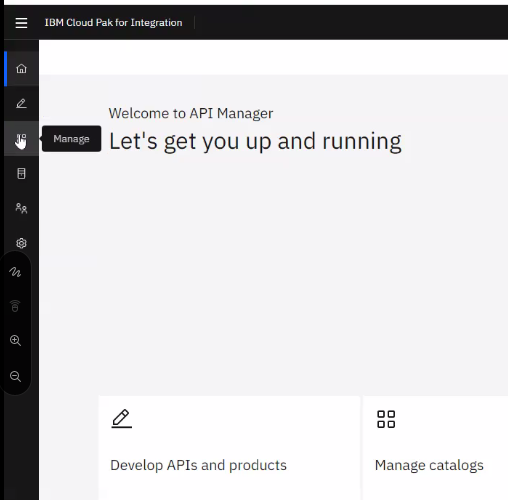 IBM Cloud Pak for Integration
Manage
Welcome to API Manager
Let's get you up and running
Develop APIs and products
Manage catalogs